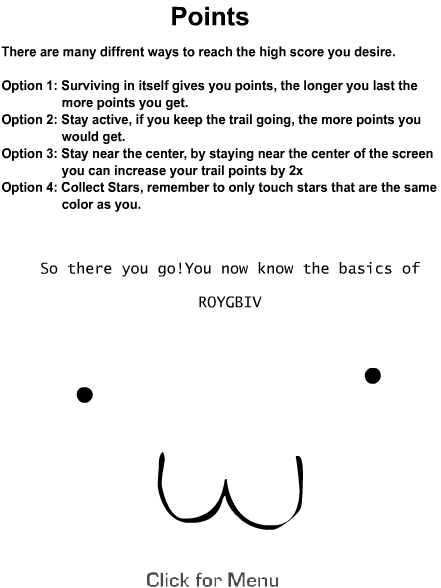 Points
There are many diffrent ways to reach the high score you desire.
Option 1: Surviving in itself gives you points, the longer you last the
more points you get.
Option 2: Stay active, if you keep the trail going, the more points you
would get.
Option 3: Stay near the center, by staying near the center of the screen
you can increase your trail points by 2x
Option 4: Collect Stars, remember to only touch stars that are the same
color as you.
So there you go!You now know the basics of
ROYGBIV
Click for Menu